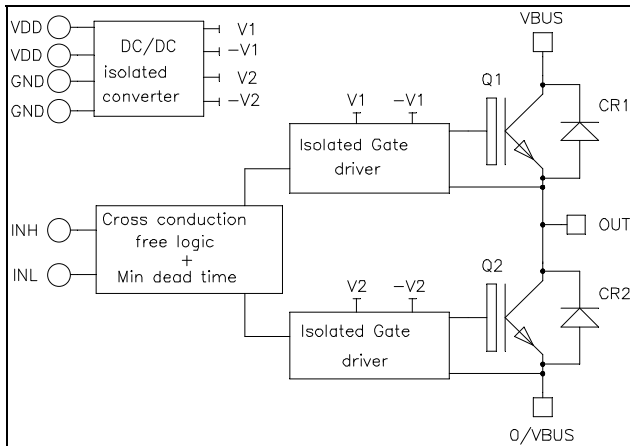 VDD
VDD
GND
GND
DC/DC
isolated
converter
V1
-V1
V2
-V2
VBUS
Q1
CR1
V1
-V1
Isolated Gate
driver
INH
INL
Cross conduction
free logic
+
Min dead time
OUT
Q2
CR2
V2
-V2
Isolated Gate
driver
0/VBUS